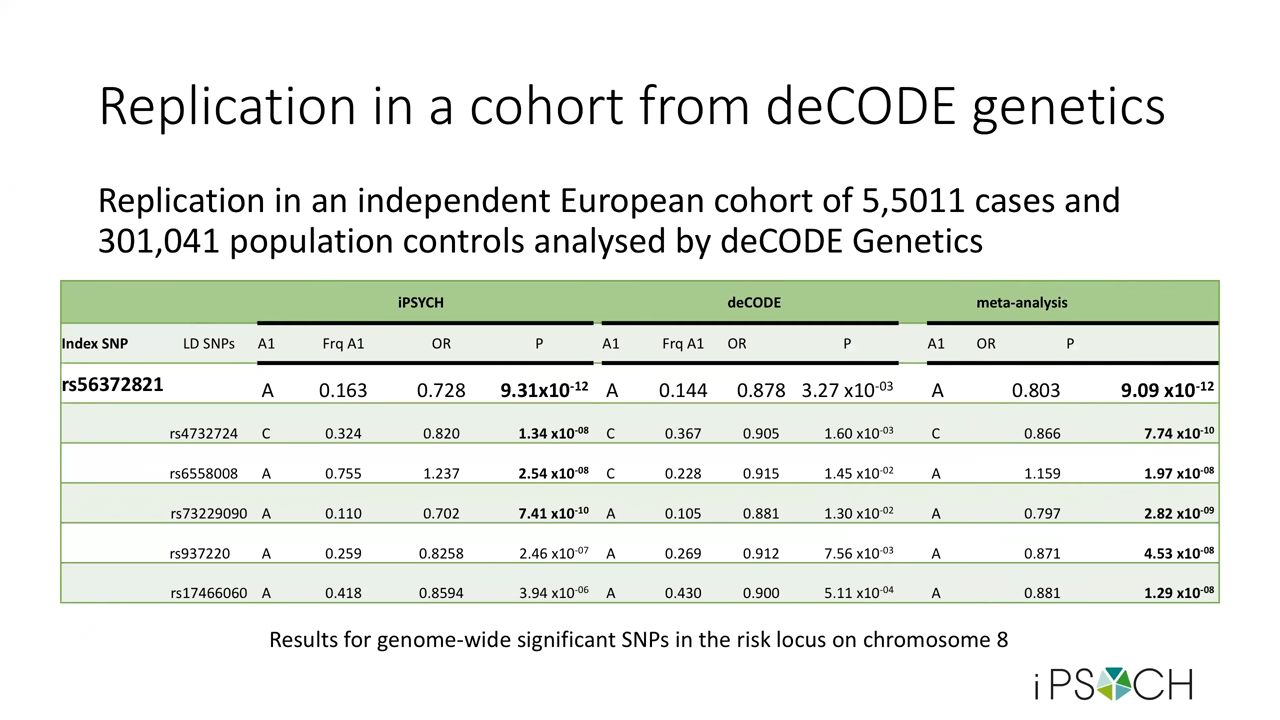 Replication in a cohort from deCODE genetics
Replication in an independent European cohort of 5,5011 cases and
301,041 population controls analysed by deCODE Genetics
iPSYCH deCODE meta-analysis
Index SNP LD SNPs A1 Frq A1 OR P A1 Frq A1 OR P A1 OR P
rs56372821 A 0.163 0.728 9.31x10⁻¹² A 0.144 0.878 3.27 x10⁻⁰³ A 0.803 9.09 x10⁻¹²
rs4732724 C 0.324 0.820 1.34 x10⁻⁰⁸ C 0.367 0.905 1.60 x10⁻⁰³ C 0.866 7.74 x10⁻¹⁰
rs6558008 A 0.755 1.237 2.54 x10⁻⁰⁸ C 0.228 0.915 1.45 x10⁻⁰² A 1.159 1.97 x10⁻⁰⁸
rs73229090 A 0.110 0.702 7.41 x10⁻¹⁰ A 0.105 0.881 1.30 x10⁻⁰² A 0.797 2.82 x10⁻⁰⁹
rs937220 A 0.259 0.8258 2.46 x10⁻⁰⁷ A 0.269 0.912 7.56 x10⁻⁰³ A 0.871 4.53 x10⁻⁰⁸
rs17466060 A 0.418 0.8594 3.94 x10⁻⁰⁶ A 0.430 0.900 5.11 x10⁻⁰⁴ A 0.881 1.29 x10⁻⁰⁸
Results for genome-wide significant SNPs in the risk locus on chromosome 8
iPSYCH